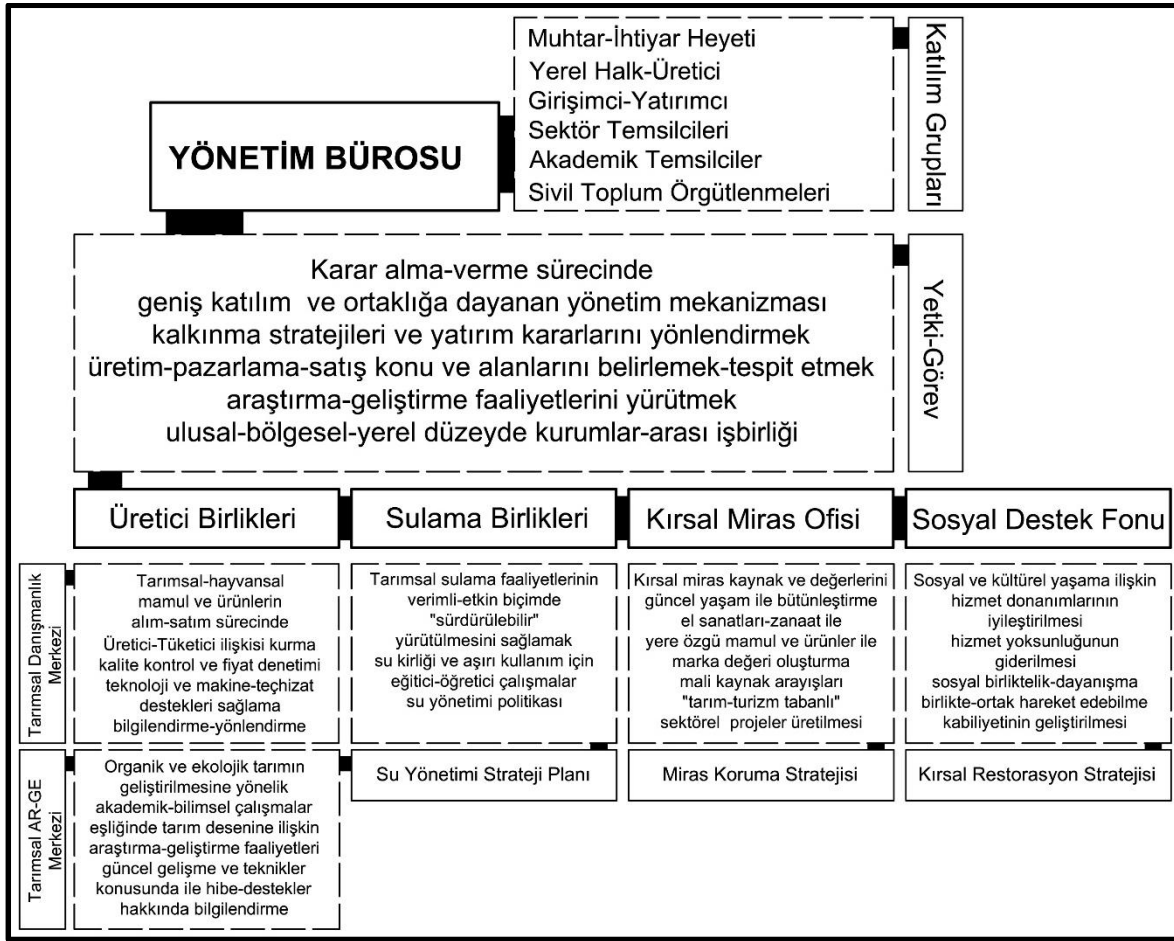 YÖNETİM BÜROSU
Muhtar-İhtiyar Heyeti
Yerel Halk-Üretici
Girişimci-Yatırımcı
Sektör Temsilcileri
Akademik Temsilciler
Sivil Toplum Örgütlenmeleri
Katılım Grupları
Karar alma-verme sürecinde
geniş katılım ve ortaklığa dayanan yönetim mekanizması
kalkınma stratejileri ve yatırım kararlarını yönlendirmek
üretim-pazarlama-satış konu ve alanlarını belirlemek-tespit etmek
araştırma-geliştirme faaliyetlerini yürütmek
ulusal-bölgesel-yerel düzeyde kurumlar-arası işbirliği
Yetki-Görev
Üretici Birlikleri
Sulama Birlikleri
Kırsal Miras Ofisi
Sosyal Destek Fonu
Tarımsal Danışmanlık
Merkezi
Tarımsal-hayvansal
mamul ve ürünlerin
alım-satım sürecinde
Üretici-Tüketici ilişkisi kurma
kalite kontrol ve fiyat denetimi
teknoloji ve makine-teçhizat
destekleri sağlama
bilgilendirme-yönlendirme
Tarımsal sulama faaliyetlerinin
verimli-etkin biçimde
"sürdürülebilir"
yürütülmesini sağlamak
su kirliği ve aşırı kullanım için
eğitici-öğretici çalışmalar
su yönetimi politikası
Kırsal miras kaynak ve değerlerini
güncel yaşam ile bütünleştirme
el sanatları-zanaat ile
yere özgü mamul ve ürünler ile
marka değeri oluşturma
mali kaynak arayışları
"tarım-turizm tabanlı"
sektörel projeler üretilmesi
Sosyal ve kültürel yaşama ilişkin
hizmet donanımlarının
iyileştirilmesi
hizmet yoksunluğunun
giderilmesi
sosyal birliktelik-dayanışma
birlikte-ortak hareket edebilme
kabiliyetinin geliştirilmesi
Tarımsal AR-GE
Merkezi
Organik ve ekolojik tarımın
geliştirilmesine yönelik
akademik-bilimsel çalışmalar
eşliğinde tarım desenine ilişkin
araştırma-geliştirme faaliyetleri
güncel gelişme ve teknikler
konusunda ile hibe-destekler
hakkında bilgilendirme
Su Yönetimi Strateji Planı
Miras Koruma Stratejisi
Kırsal Restorasyon Stratejisi